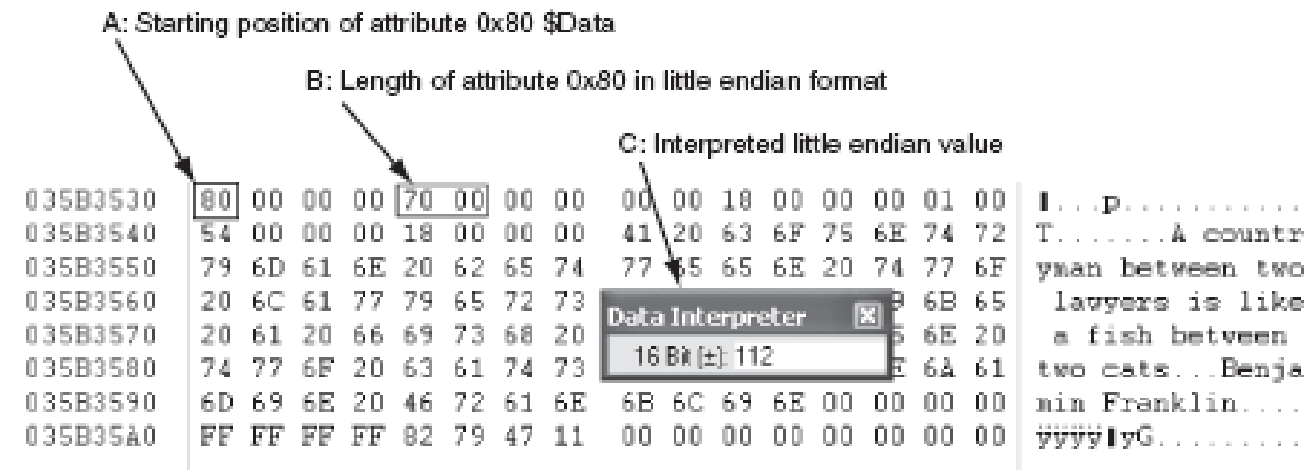 A: Starting position of attribute 0x80 $Data
B: Length of attribute 0x80 in little endian format
C: Interpreted little endian value
035B3530 80 00 00 00 70 00 00 00 00 00 18 00 00 00 01 00 ▌...p...........
035B3540 54 00 00 00 18 00 00 00 41 20 63 6F 75 6E 74 72 T.......A countr
035B3550 79 6D 61 6E 20 62 65 74 77 65 65 6E 20 74 77 6F yman between two
035B3560 20 6C 61 77 79 65 72 73 6B 65 lawyers is like
035B3570 20 61 20 66 69 73 68 20 6E 20 a fish between
035B3580 74 77 6F 20 63 61 74 73 6A 61 two cats...Benja
035B3590 6D 69 6E 20 46 72 61 6E 6B 6C 69 6E 00 00 00 00 min Franklin....
035B35A0 FF FF FF FF 82 79 47 11 00 00 00 00 00 00 00 00 ÿÿÿÿ▌yG.........
Data Interpreter
16 Bit (±): 112